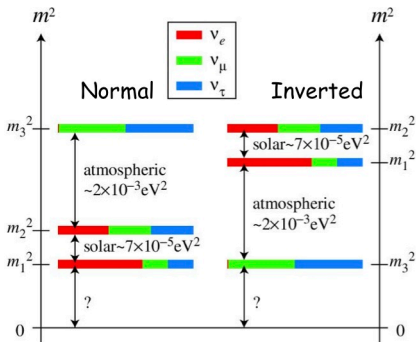 m²
m²
νe
νμ
ντ
Normal
Inverted
m₃²
m₂²
solar~7×10⁻⁵eV²
m₁²
atmospheric
~2×10⁻³eV²
atmospheric
~2×10⁻³eV²
m₂²
solar~7×10⁻⁵eV²
m₁²
m₃²
?
?
0
0